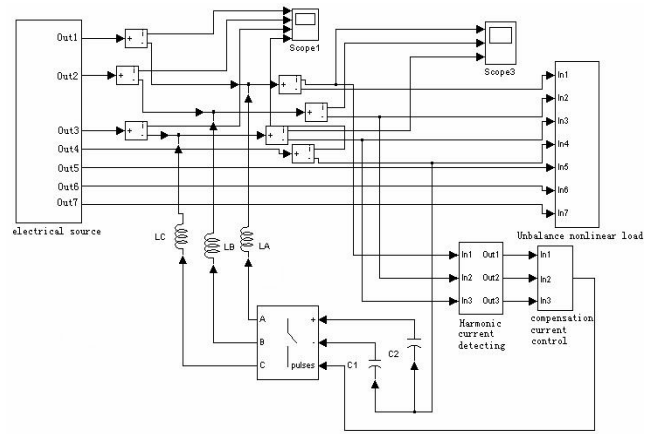 Out1
Out2
Out3
Out4
Out5
Out6
Out7
electrical source
+
i
-
+
i
-
+
i
-
Scope1
+
i
-
+
i
-
+
i
-
+
i
-
Scope3
In1
In2
In3
In4
In5
In6
In7
Unbalance nonlinear load
LC
LB
LA
A
B
C
+
-
pulses
C1
C2
In1
In2
In3
Out1
Out2
Out3
Harmonic
current
detecting
In1
In2
In3
compensation
current
control